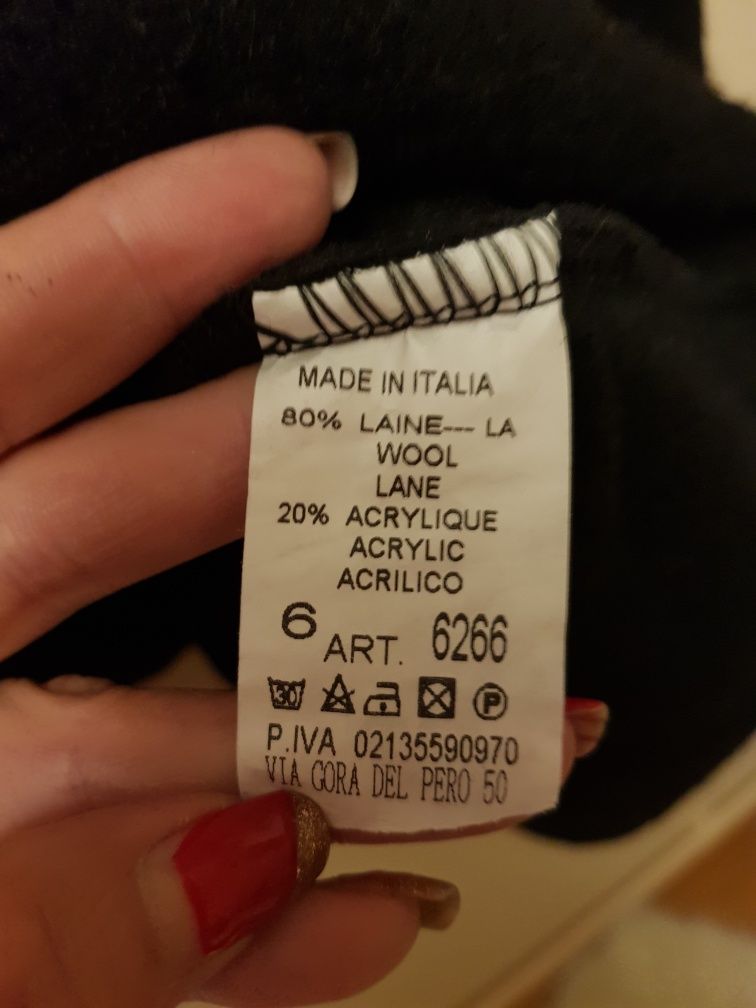 MADE IN ITALIA
80% LAINE--- LA
WOOL
LANE
20% ACRYLIQUE
ACRYLIC
ACRILICO
6 ART. 6266
30 P
P.IVA 02135590970
VIA GORA DEL PERO 50